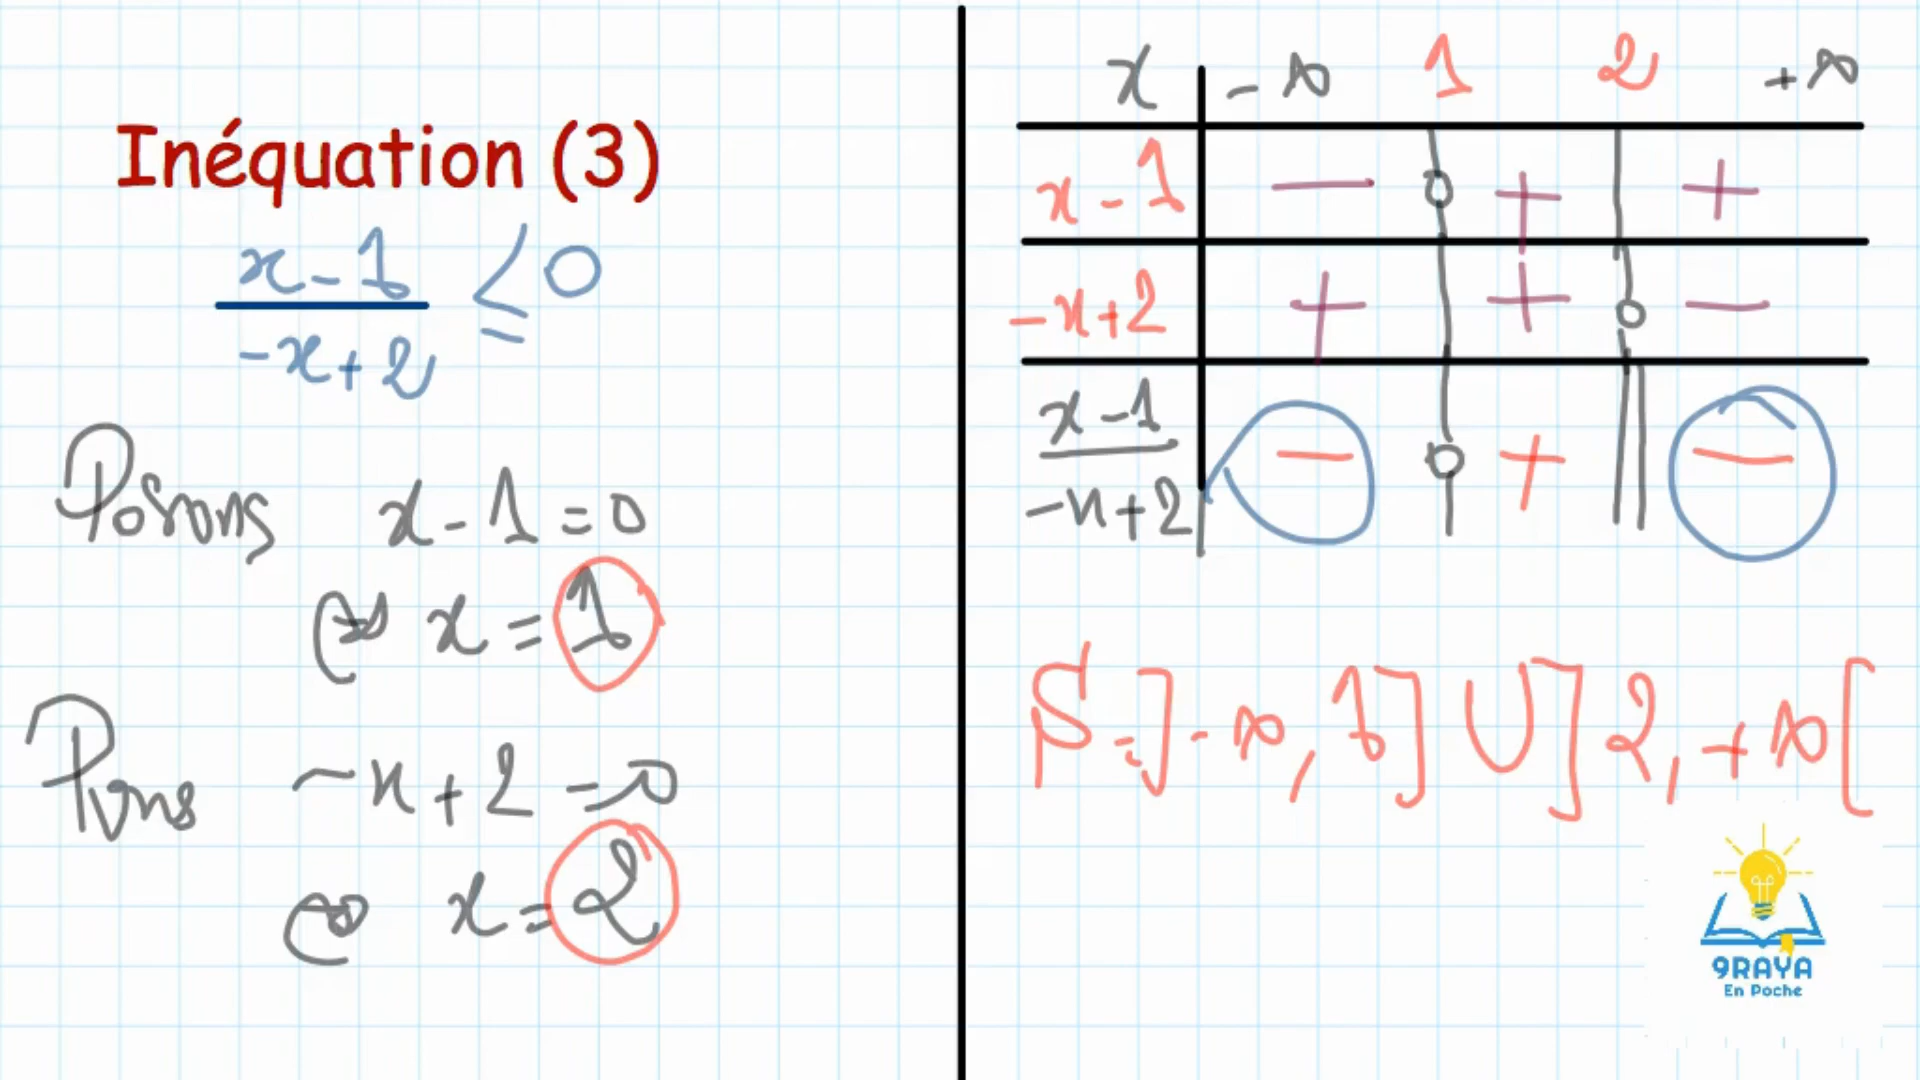 Inéquation (3)
x - 1 / -x + 2 ≤ 0
Posons x - 1 = 0
⇔ x = 1
Posons -x + 2 = 0
⇔ x = 2
x -∞ 1 2 +∞
x - 1 - 0 + +
-x + 2 + + 0 -
x - 1 / -x + 2 - 0 + || -
S = ]-∞, 1] ∪ ]2, +∞[
9RAYA
En Poche